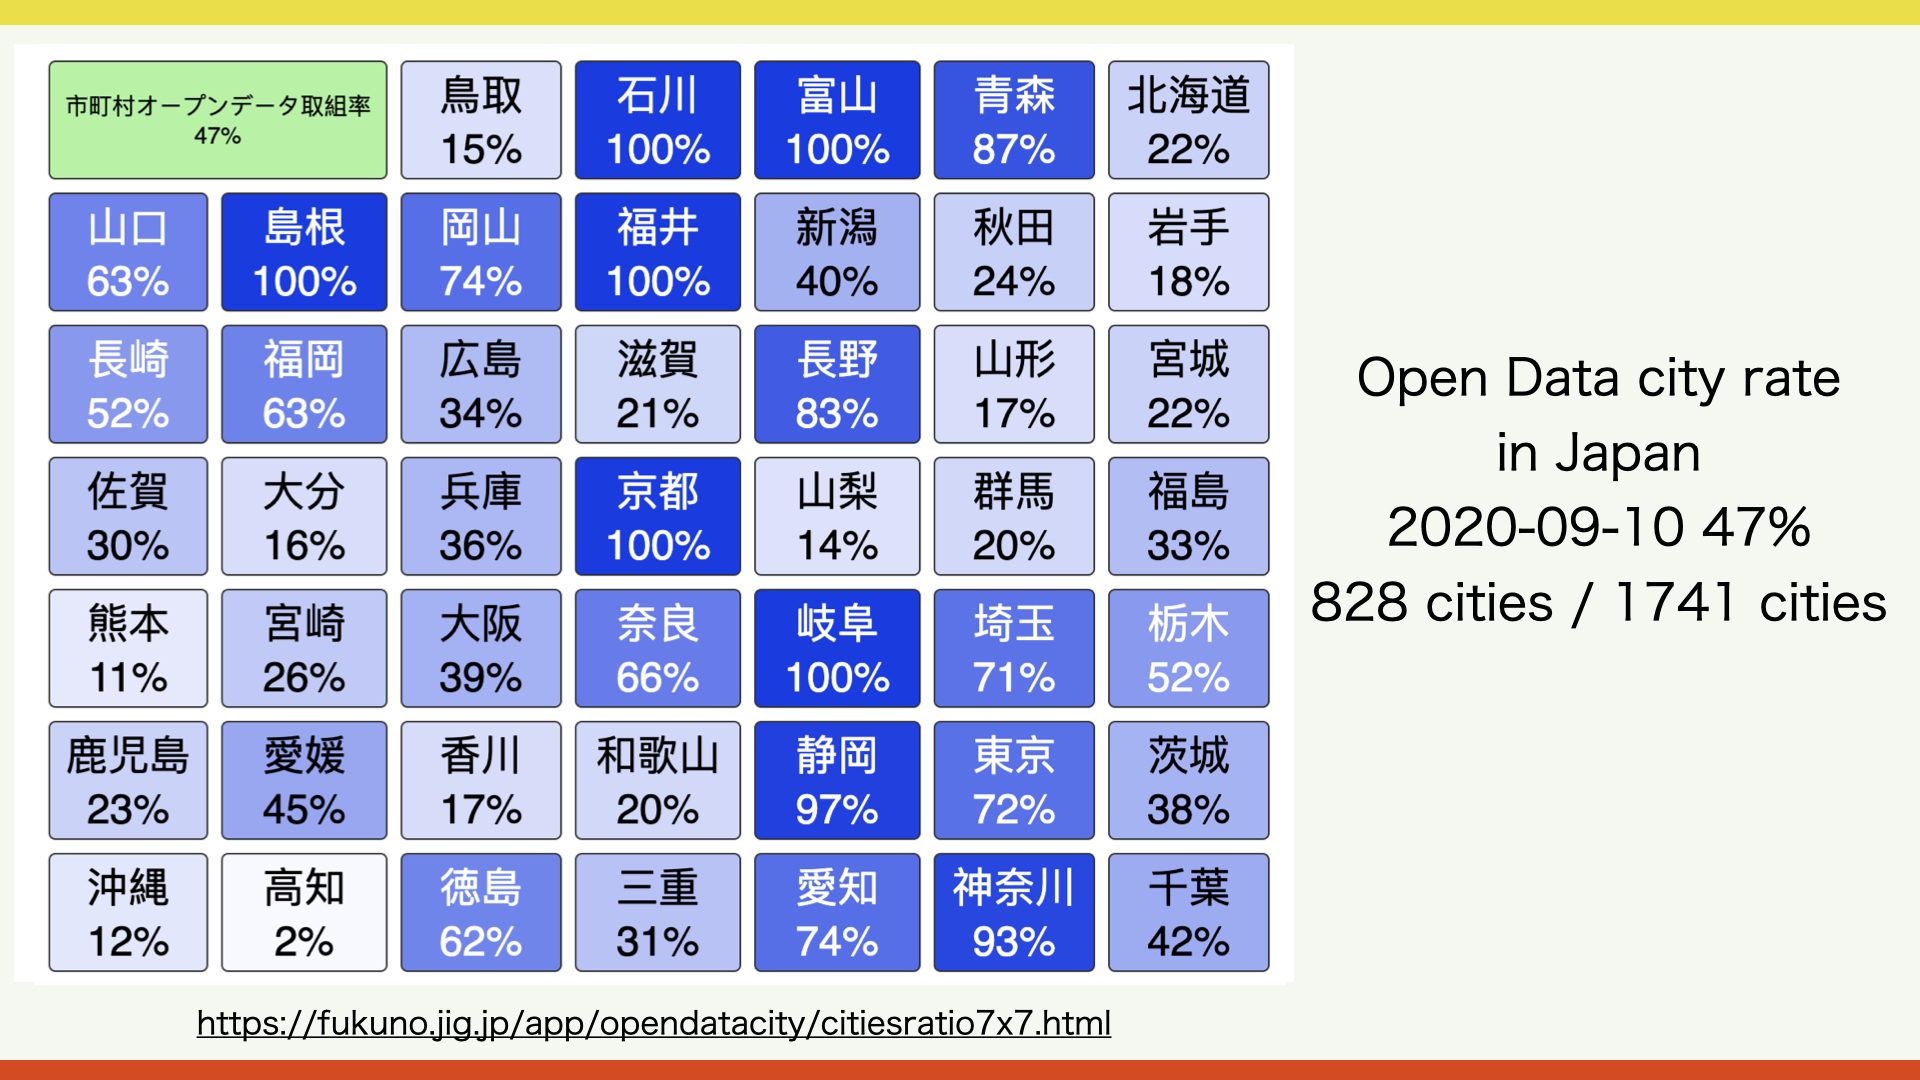 市町村オープンデータ取組率
47%
鳥取
15%
石川
100%
富山
100%
青森
87%
北海道
22%
山口
63%
島根
100%
岡山
74%
福井
100%
新潟
40%
秋田
24%
岩手
18%
長崎
52%
福岡
63%
広島
34%
滋賀
21%
長野
83%
山形
17%
宮城
22%
佐賀
30%
大分
16%
兵庫
36%
京都
100%
山梨
14%
群馬
20%
福島
33%
熊本
11%
宮崎
26%
大阪
39%
奈良
66%
岐阜
100%
埼玉
71%
栃木
52%
鹿児島
23%
愛媛
45%
香川
17%
和歌山
20%
静岡
97%
東京
72%
茨城
38%
沖縄
12%
高知
2%
徳島
62%
三重
31%
愛知
74%
神奈川
93%
千葉
42%
Open Data city rate
in Japan
2020-09-10 47%
828 cities / 1741 cities
https://fukuno.jig.jp/app/opendatacity/citiesratio7x7.html